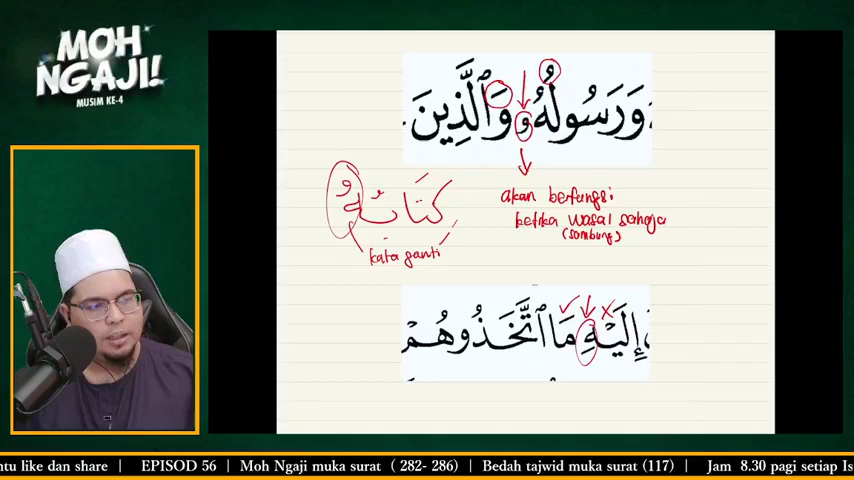 MOH
NGAJI!
MUSIM KE-4
وَرَسُولُهُۥ وَٱلَّذِينَ
كِتَابُهُ
akan berfungsi
ketika wasal sahaja
(sambung)
kata ganti
إِلَيْهِ مَا ٱتَّخَذُوهُمْ
ntu like dan share | EPISOD 56 | Moh Ngaji muka surat ( 282- 286) | Bedah tajwid muka surat (117) | Jam 8.30 pagi setiap Is